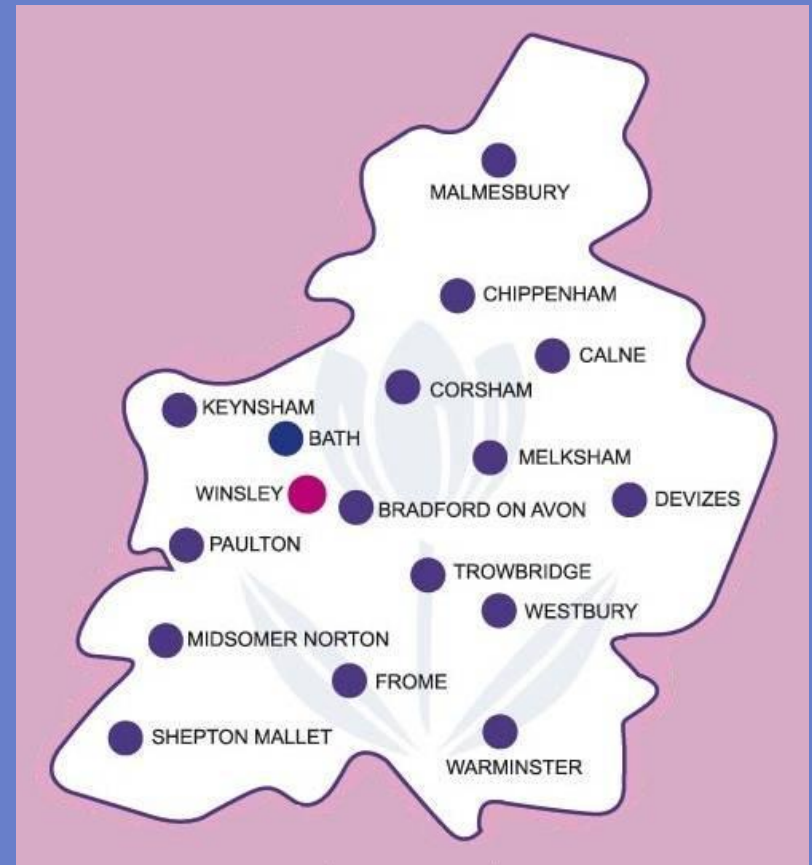 MALMESBURY
CHIPPENHAM
CALNE
CORSHAM
KEYNSHAM
BATH
MELKSHAM
WINSLEY
DEVIZES
BRADFORD ON AVON
PAULTON
TROWBRIDGE
WESTBURY
MIDSOMER NORTON
FROME
SHEPTON MALLET
WARMINSTER